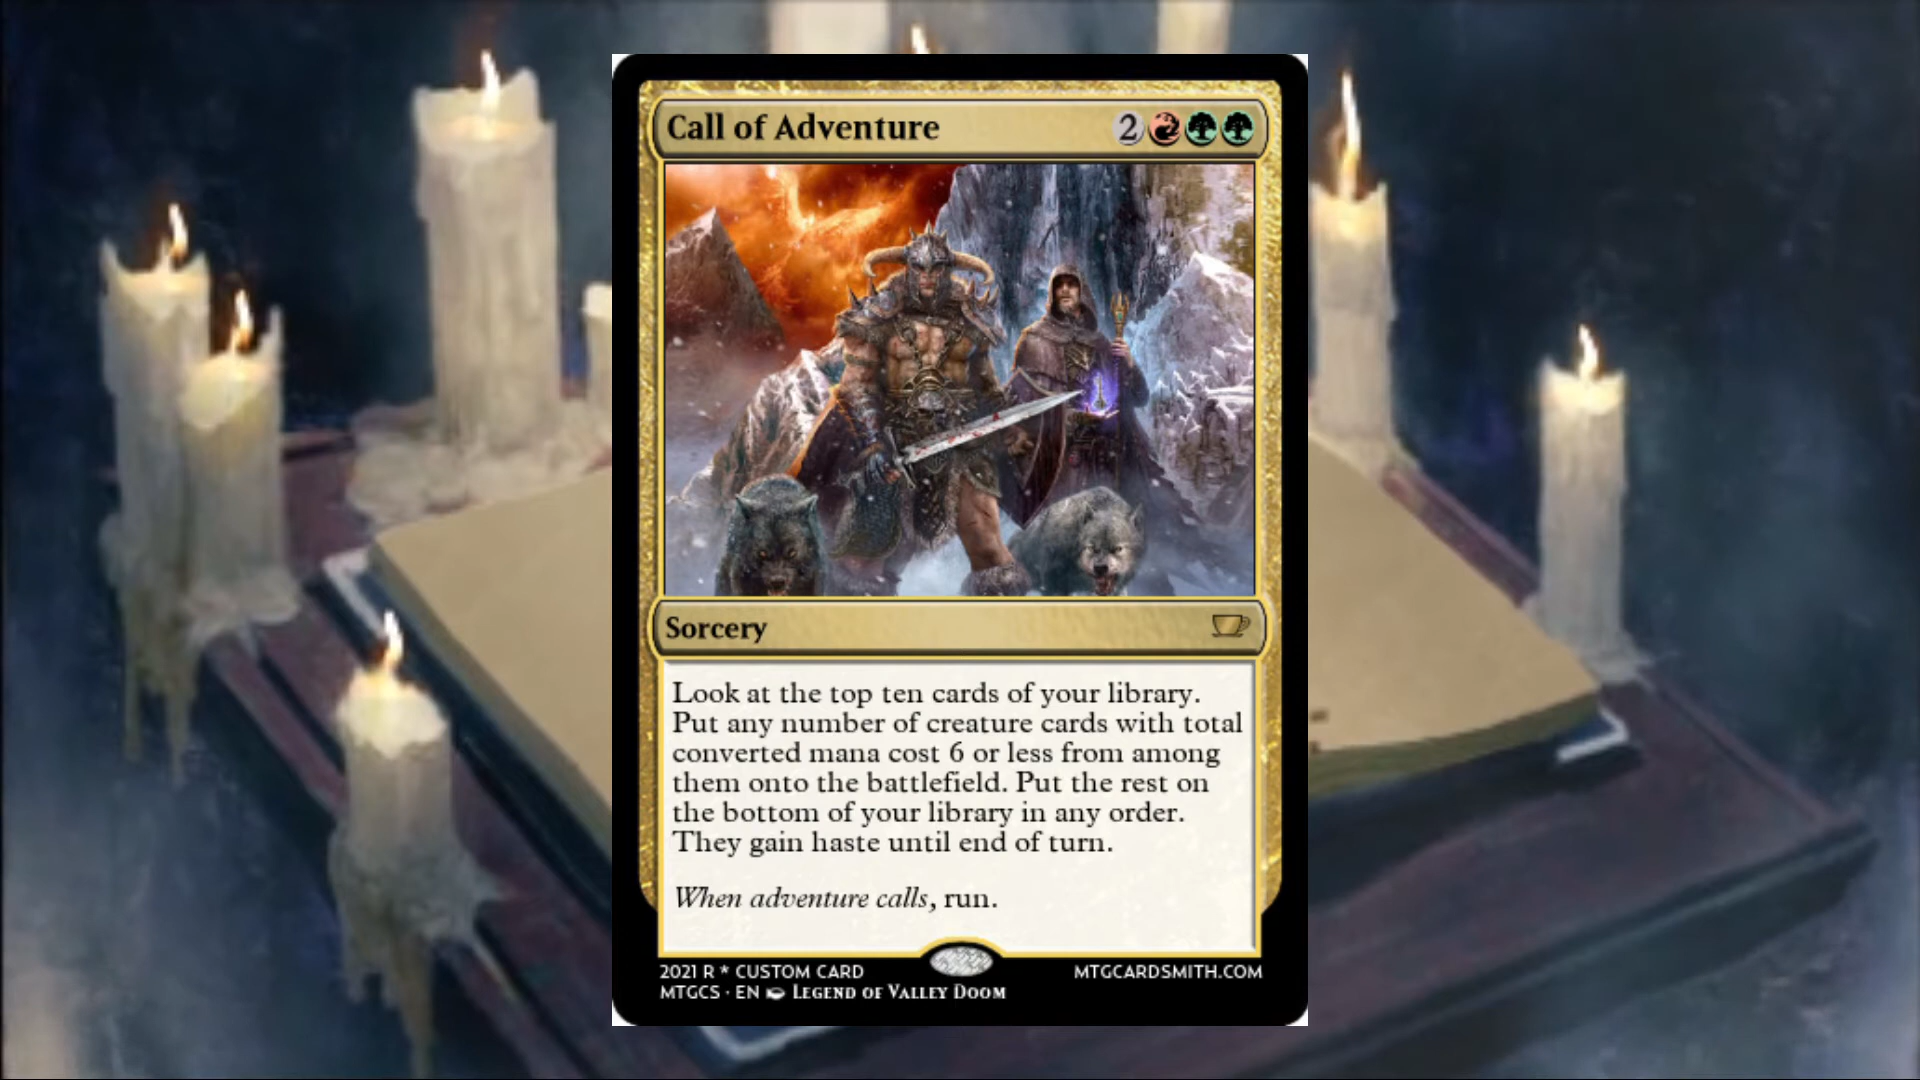 Call of Adventure 2
Sorcery
Look at the top ten cards of your library.
Put any number of creature cards with total
converted mana cost 6 or less from among
them onto the battlefield. Put the rest on
the bottom of your library in any order.
They gain haste until end of turn.
When adventure calls, run.
2021 R * CUSTOM CARD MTGCARDSMITH.COM
MTGCS · EN LEGEND OF VALLEY DOOM